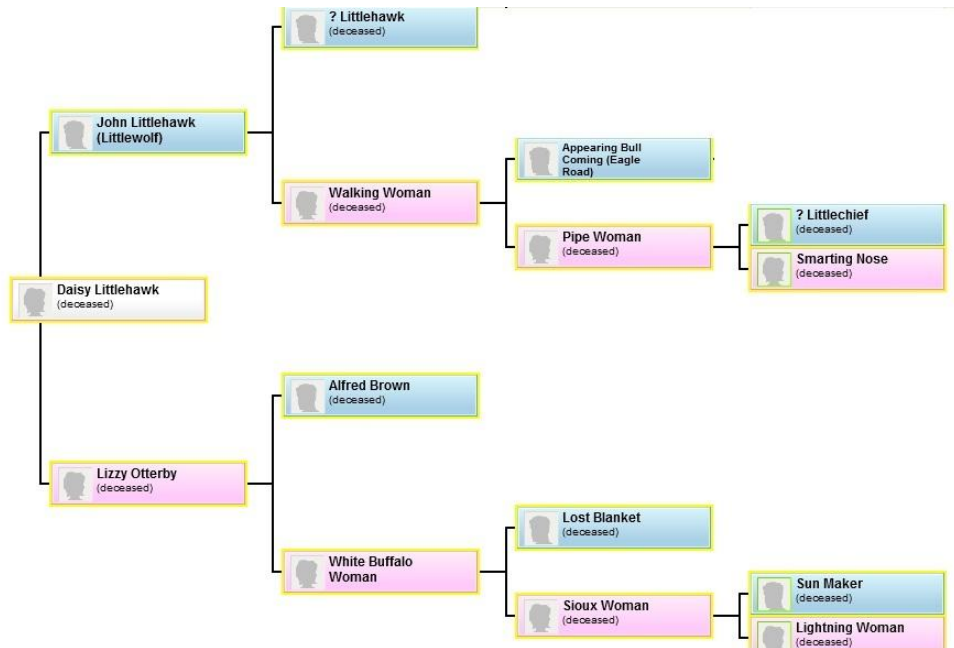 ? Littlehawk
(deceased)
John Littlehawk
(Littlewolf)
Appearing Bull
Coming (Eagle
Road)
Walking Woman
(deceased)
? Littlechief
(deceased)
Pipe Woman
(deceased)
Smarting Nose
(deceased)
Daisy Littlehawk
(deceased)
Alfred Brown
(deceased)
Lizzy Otterby
(deceased)
Lost Blanket
(deceased)
White Buffalo
Woman
Sun Maker
(deceased)
Sioux Woman
(deceased)
Lightning Woman
(deceased)